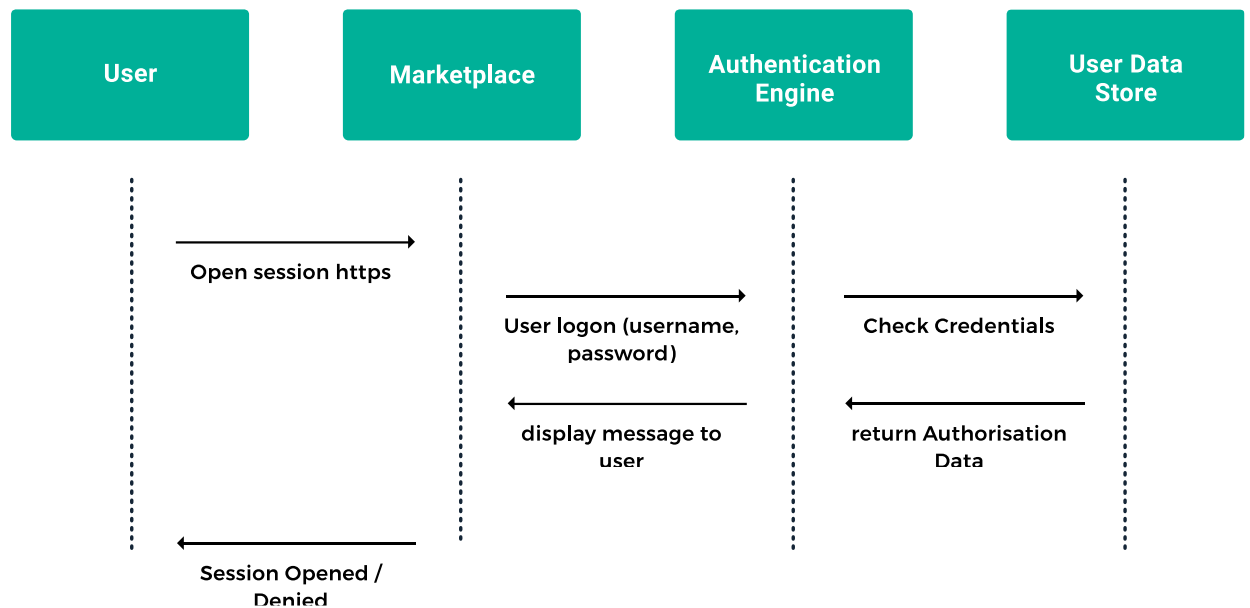 User
Marketplace
Authentication
Engine
User Data
Store
Open session https
User logon (username,
password)
Check Credentials
display message to
user
return Authorisation
Data
Session Opened /
Denied